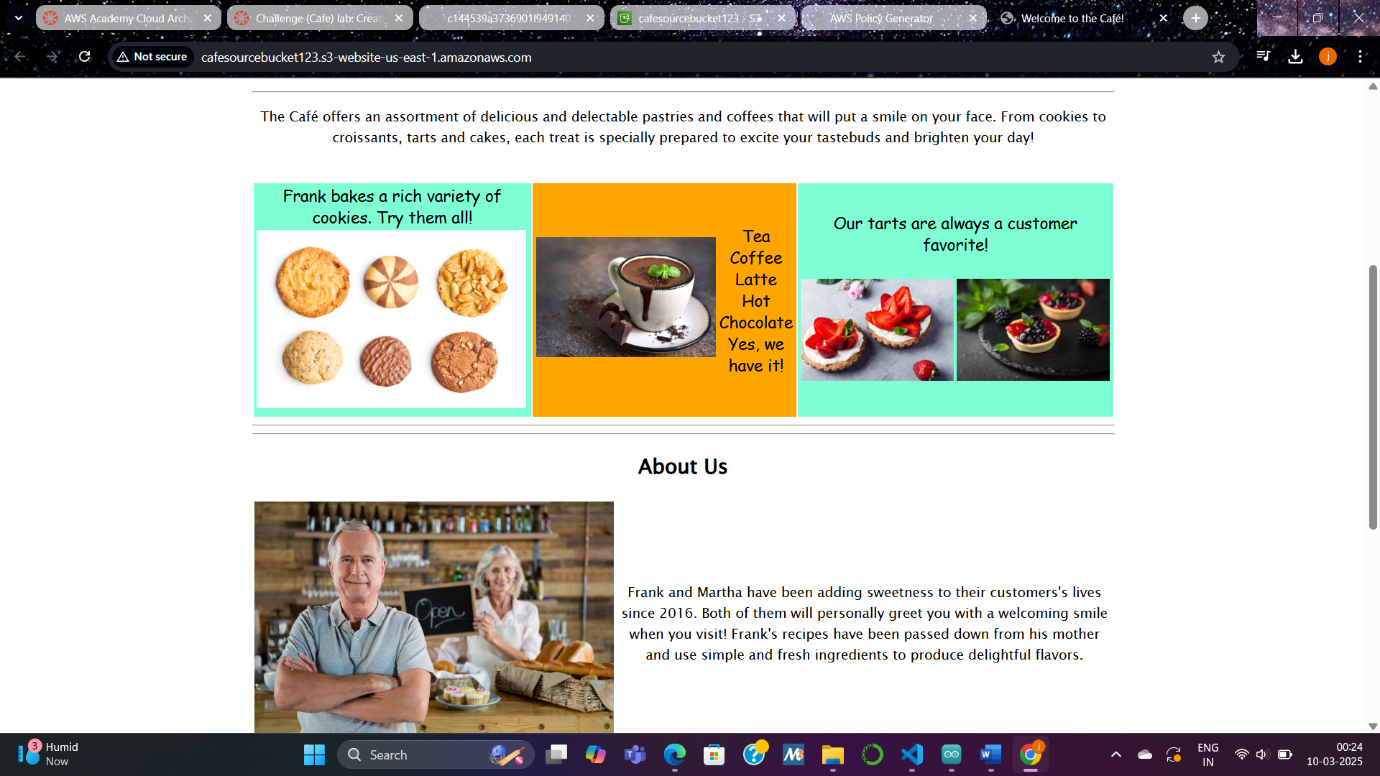 AWS Academy Cloud Arch
Challenge (Cafe) lab: Creat
c144539a3736901l949140
cafesourcebucket123 - S3
AWS Policy Generator
Welcome to the Café!
Not secure
cafesourcebucket123.s3-website-us-east-1.amazonaws.com
j
The Café offers an assortment of delicious and delectable pastries and coffees that will put a smile on your face. From cookies to
croissants, tarts and cakes, each treat is specially prepared to excite your tastebuds and brighten your day!
Frank bakes a rich variety of
cookies. Try them all!
Tea
Coffee
Latte
Hot
Chocolate
Yes, we
have it!
Our tarts are always a customer
favorite!
About Us
Open
Frank and Martha have been adding sweetness to their customers's lives
since 2016. Both of them will personally greet you with a welcoming smile
when you visit! Frank's recipes have been passed down from his mother
and use simple and fresh ingredients to produce delightful flavors.
3
Humid
Now
Search
ENG
IN
00:24
10-03-2025